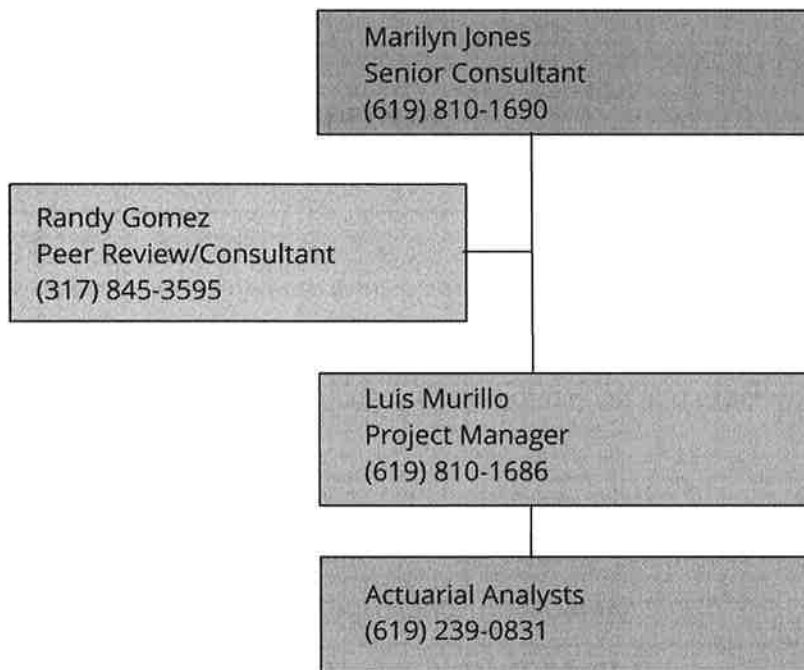 Marilyn Jones
Senior Consultant
(619) 810-1690
Randy Gomez
Peer Review/Consultant
(317) 845-3595
Luis Murillo
Project Manager
(619) 810-1686
Actuarial Analysts
(619) 239-0831